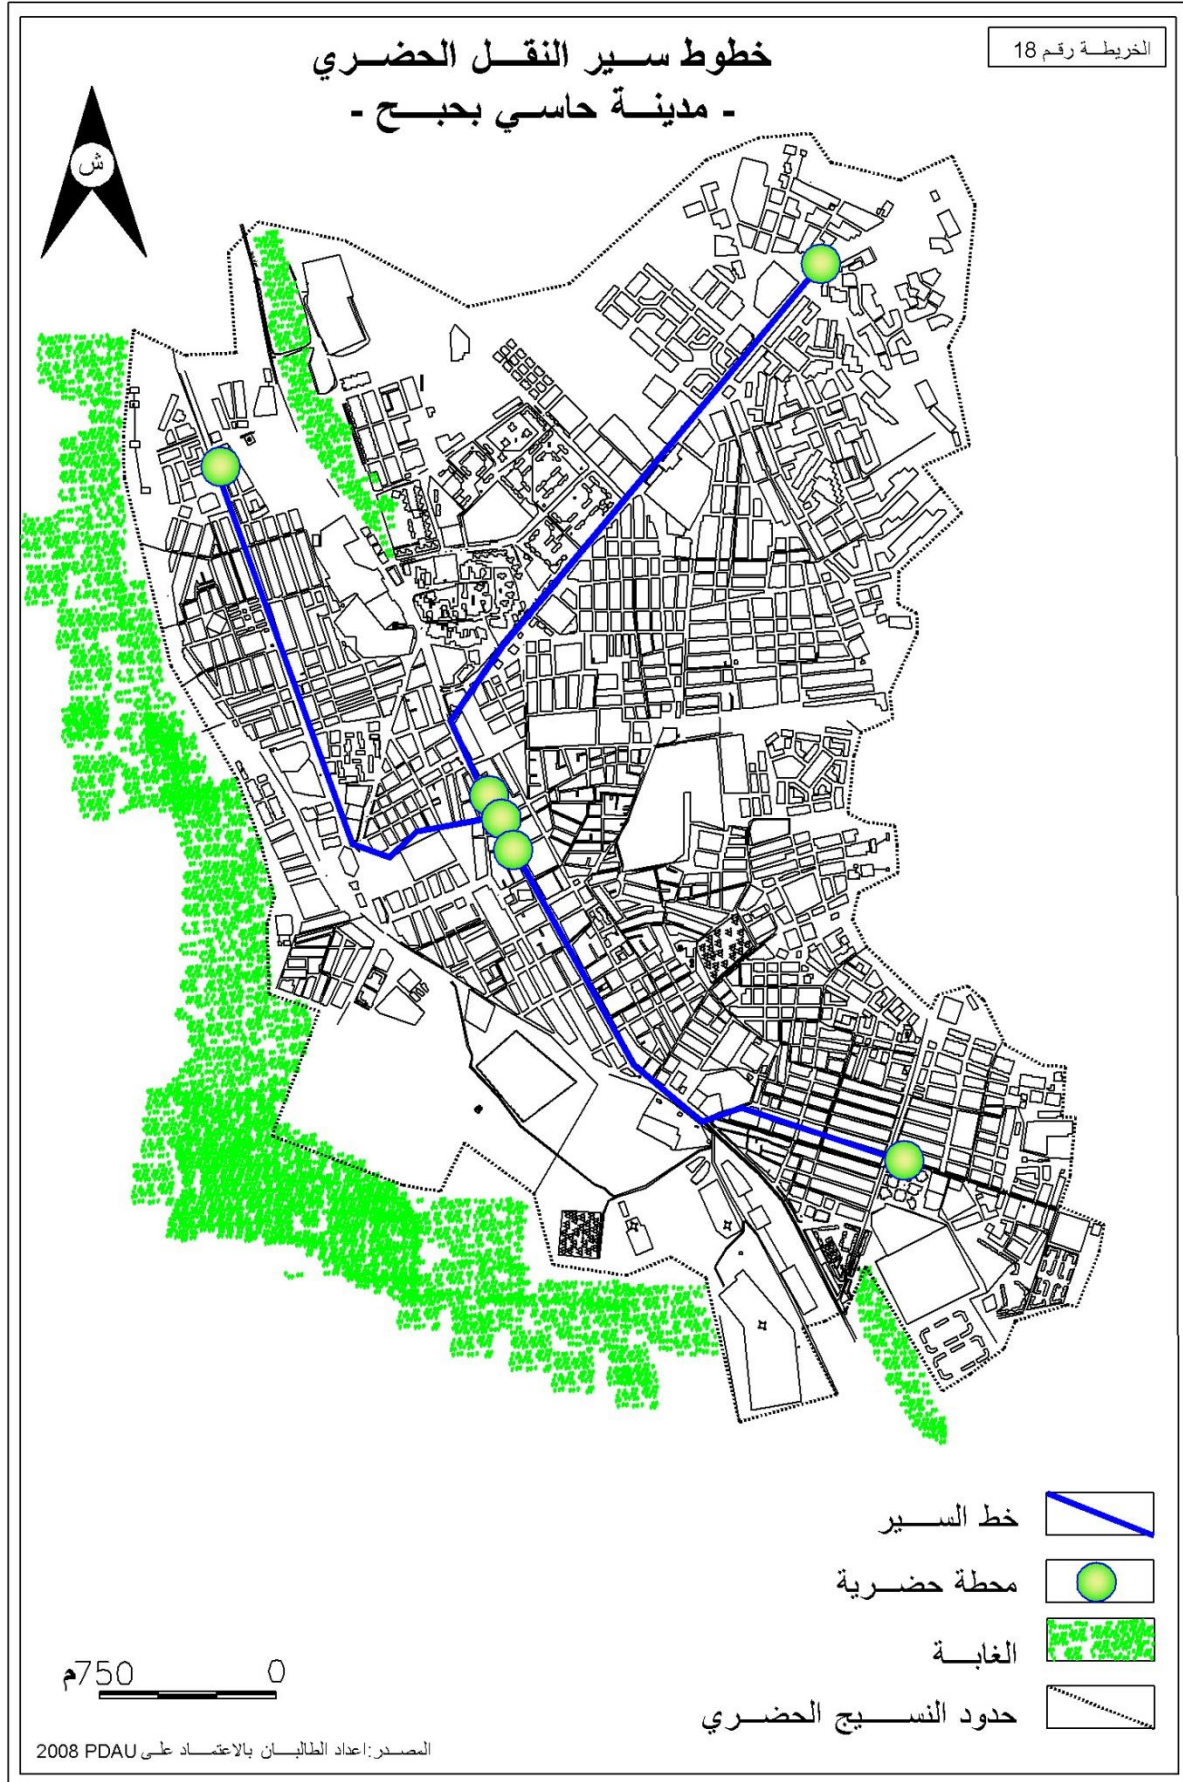 الخريطة رقم 18
خطوط سير النقل الحضري
- مدينة حاسي بحبح -
ش
خط السير
محطة حضرية
الغابة
حدود النسيج الحضري
0 750م
المصدر: اعداد الطالبان بالاعتماد على PDAU 2008